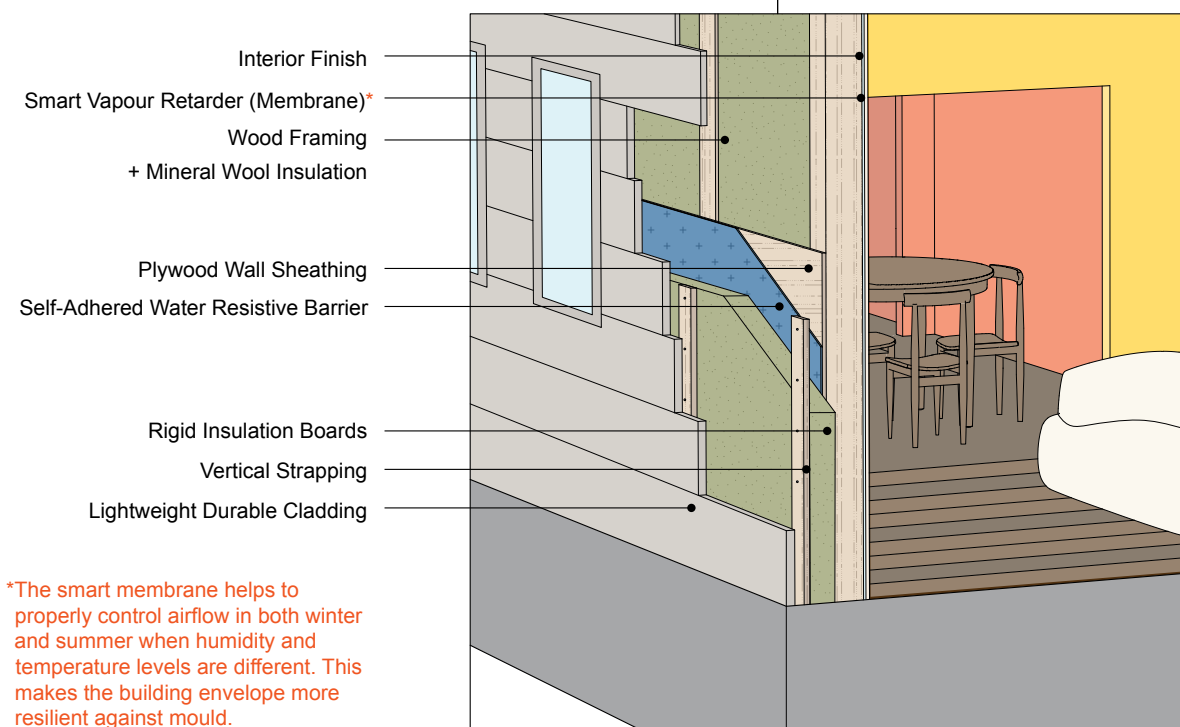 Interior Finish
Smart Vapour Retarder (Membrane)*
Wood Framing
+ Mineral Wool Insulation
Plywood Wall Sheathing
Self-Adhered Water Resistive Barrier
Rigid Insulation Boards
Vertical Strapping
Lightweight Durable Cladding
*The smart membrane helps to
properly control airflow in both winter
and summer when humidity and
temperature levels are different. This
makes the building envelope more
resilient against mould.